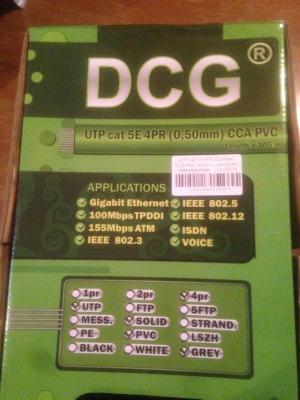 DCG®
UTP cat 5E 4PR (0,50mm) CCA PVC
Length = 305 m
APPLICATIONS
Gigabit Ethernet IEEE 802.5
100Mbps TPDDI IEEE 802.12
155Mbps ATM ISDN
IEEE 802.3 VOICE
1pr 2pr 4pr
UTP FTP SFTP
MESS. SOLID STRAND.
PE PVC LSZH
BLACK WHITE GREY